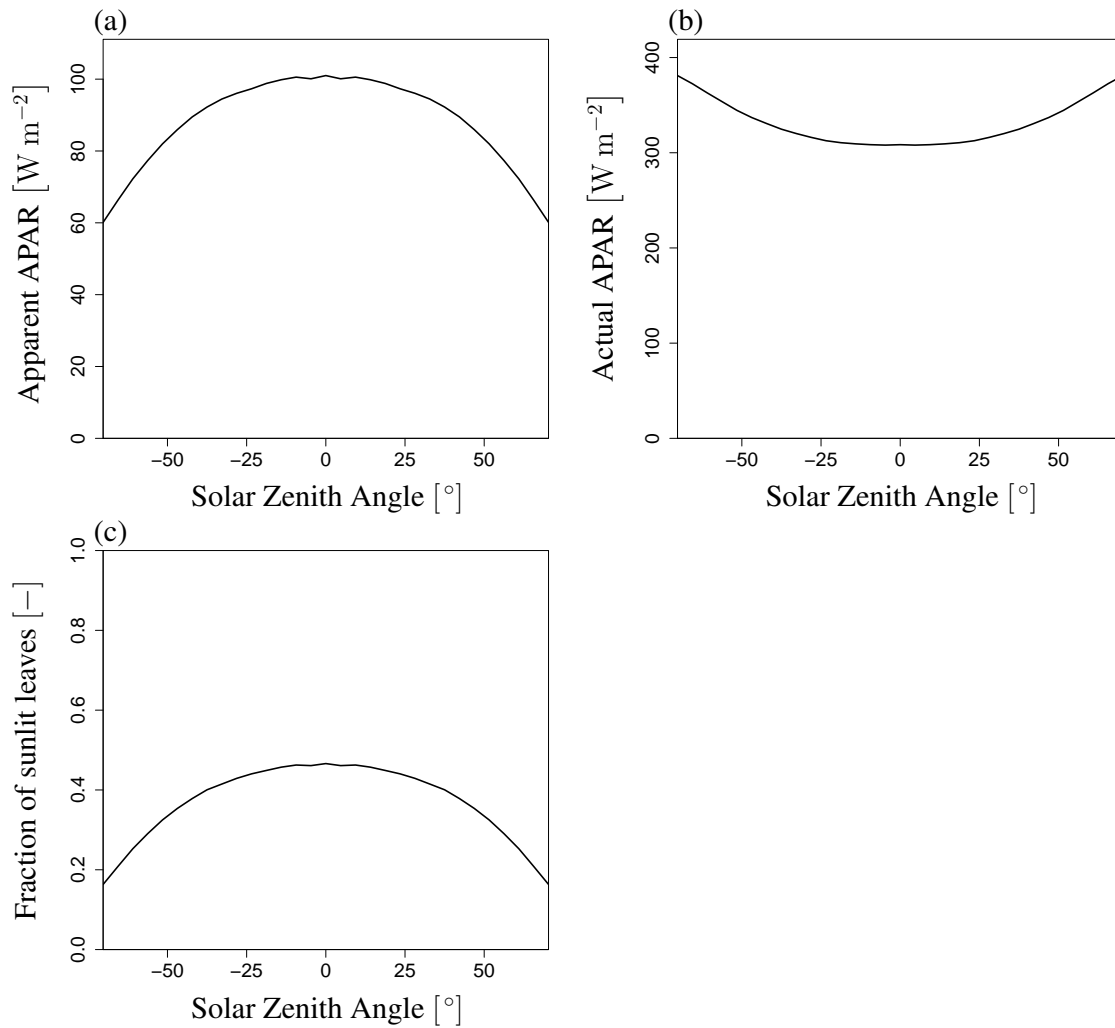 (a)
Apparent APAR [W m−2]
0 20 40 60 80 100
−50 −25 0 25 50
Solar Zenith Angle [°]
(b)
Actual APAR [W m−2]
0 100 200 300 400
−50 −25 0 25 50
Solar Zenith Angle [°]
(c)
Fraction of sunlit leaves [−]
0.0 0.2 0.4 0.6 0.8 1.0
−50 −25 0 25 50
Solar Zenith Angle [°]